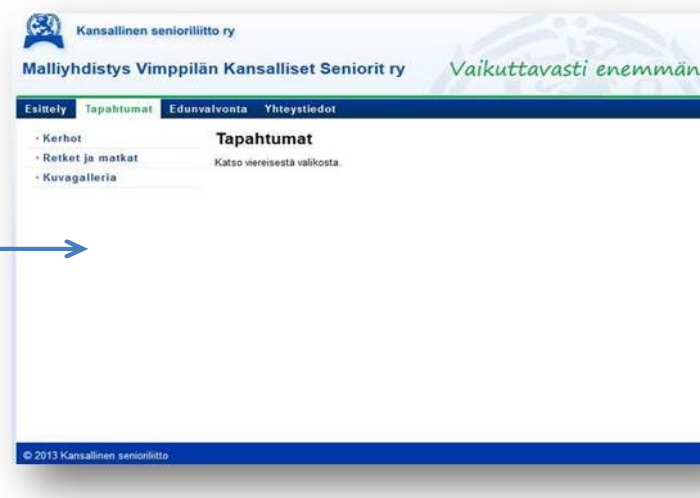 Kansallinen senioriliitto ry
Malliyhdistys Vimppilän Kansalliset Seniorit ry
Vaikuttavasti enemmän
Esittely Tapahtumat Edunvalvonta Yhteystiedot
• Kerhot
• Retket ja matkat
• Kuvagalleria
Tapahtumat
Katso viereisestä valikosta.
© 2013 Kansallinen senioriliitto